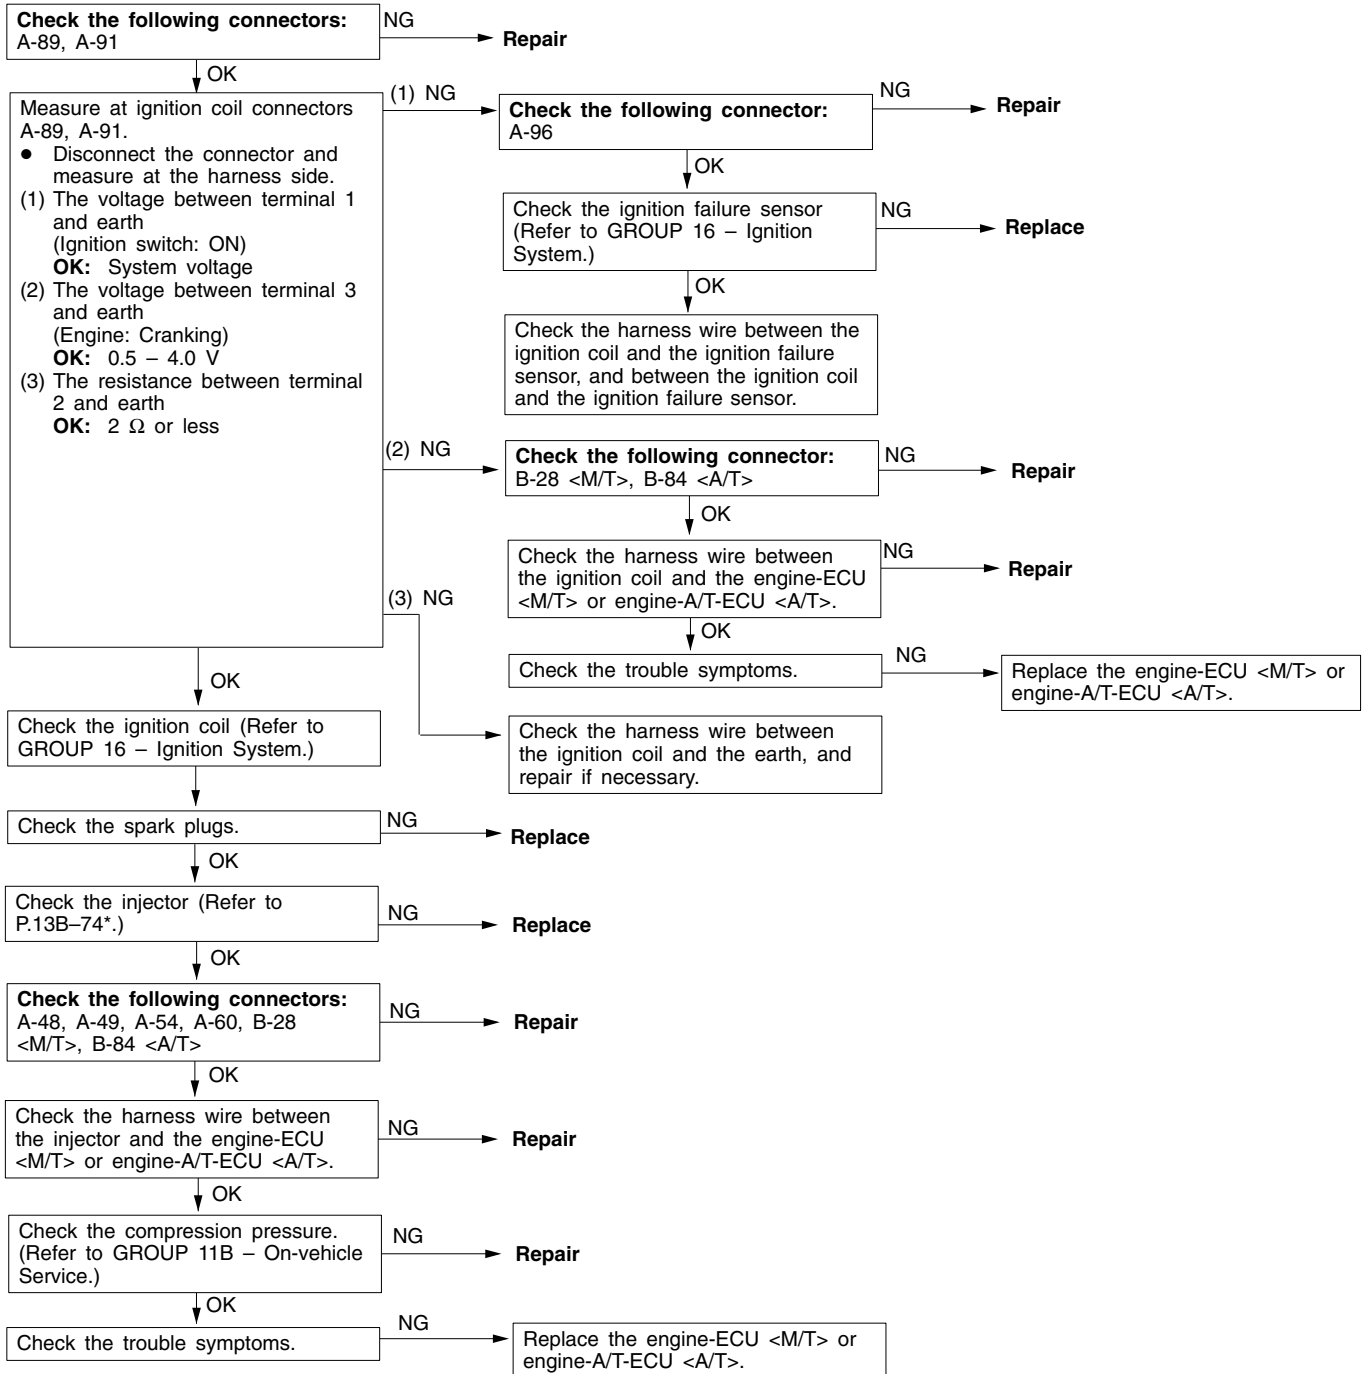 Check the following connectors:
A-89, A-91
NG
Repair
OK
Measure at ignition coil connectors
A-89, A-91.
● Disconnect the connector and
measure at the harness side.
(1) The voltage between terminal 1
and earth
(Ignition switch: ON)
OK: System voltage
(2) The voltage between terminal 3
and earth
(Engine: Cranking)
OK: 0.5 – 4.0 V
(3) The resistance between terminal
2 and earth
OK: 2 Ω or less
(1) NG
Check the following connector:
A-96
NG
Repair
OK
Check the ignition failure sensor
(Refer to GROUP 16 – Ignition
System.)
NG
Replace
OK
Check the harness wire between the
ignition coil and the ignition failure
sensor, and between the ignition coil
and the ignition failure sensor.
(2) NG
Check the following connector:
B-28 <M/T>, B-84 <A/T>
NG
Repair
OK
Check the harness wire between
the ignition coil and the engine-ECU
<M/T> or engine-A/T-ECU <A/T>.
NG
Repair
OK
Check the trouble symptoms.
NG
Replace the engine-ECU <M/T> or
engine-A/T-ECU <A/T>.
(3) NG
Check the harness wire between
the ignition coil and the earth, and
repair if necessary.
OK
Check the ignition coil (Refer to
GROUP 16 – Ignition System.)
Check the spark plugs.
NG
Replace
OK
Check the injector (Refer to
P.13B–74*.)
NG
Replace
OK
Check the following connectors:
A-48, A-49, A-54, A-60, B-28
<M/T>, B-84 <A/T>
NG
Repair
OK
Check the harness wire between
the injector and the engine-ECU
<M/T> or engine-A/T-ECU <A/T>.
NG
Repair
OK
Check the compression pressure.
(Refer to GROUP 11B – On-vehicle
Service.)
NG
Repair
OK
Check the trouble symptoms.
NG
Replace the engine-ECU <M/T> or
engine-A/T-ECU <A/T>.